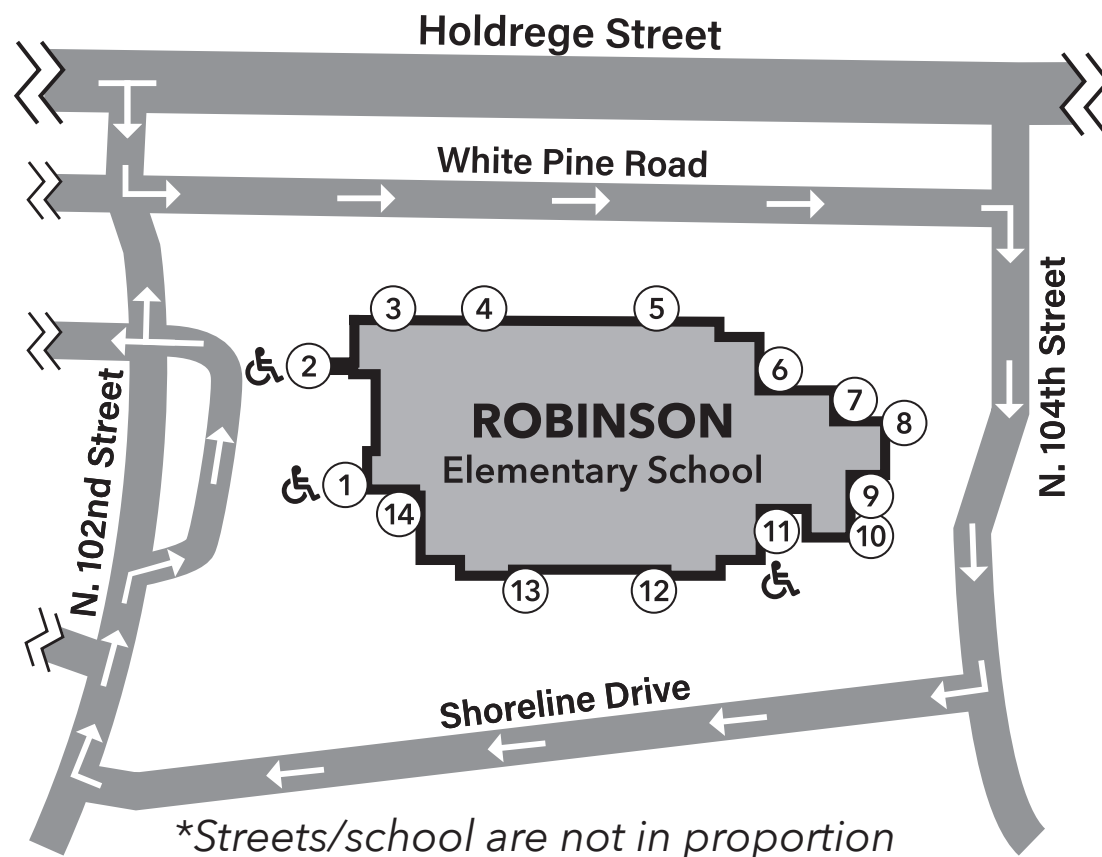 Holdrege Street
White Pine Road
N. 104th Street
3
4
5
2
6
7
8
ROBINSON
Elementary School
N. 102nd Street
1
9
14
11
10
13
12
Shoreline Drive
*Streets/school are not in proportion